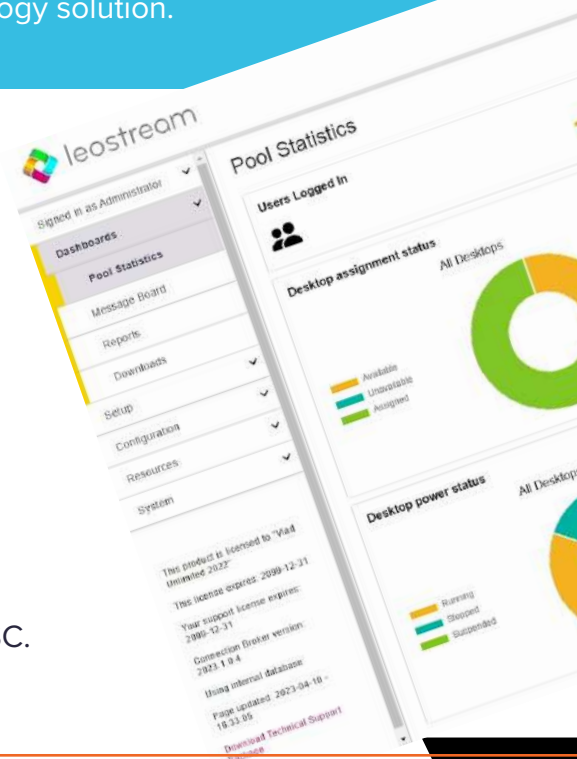 ogy solution.
leostream
Signed in as Administrator
Dashboards
Pool Statistics
Message Board
Reports
Downloads
Setup
Configuration
Resources
System
This product is licensed to "Vlad
Unlimited 2022"
This license expires: 2099-12-31
Your support license expires:
2099-12-31
Connection Broker version:
2023.1.0.4
Using internal database
Page updated: 2023-04-10 -
18:33:05
Download Technical Support
Package
Pool Statistics
Users Logged In
Desktop assignment status
All Desktops
Available
Unavailable
Assigned
Desktop power status
All Desktops
Running
Stopped
Suspended
C.